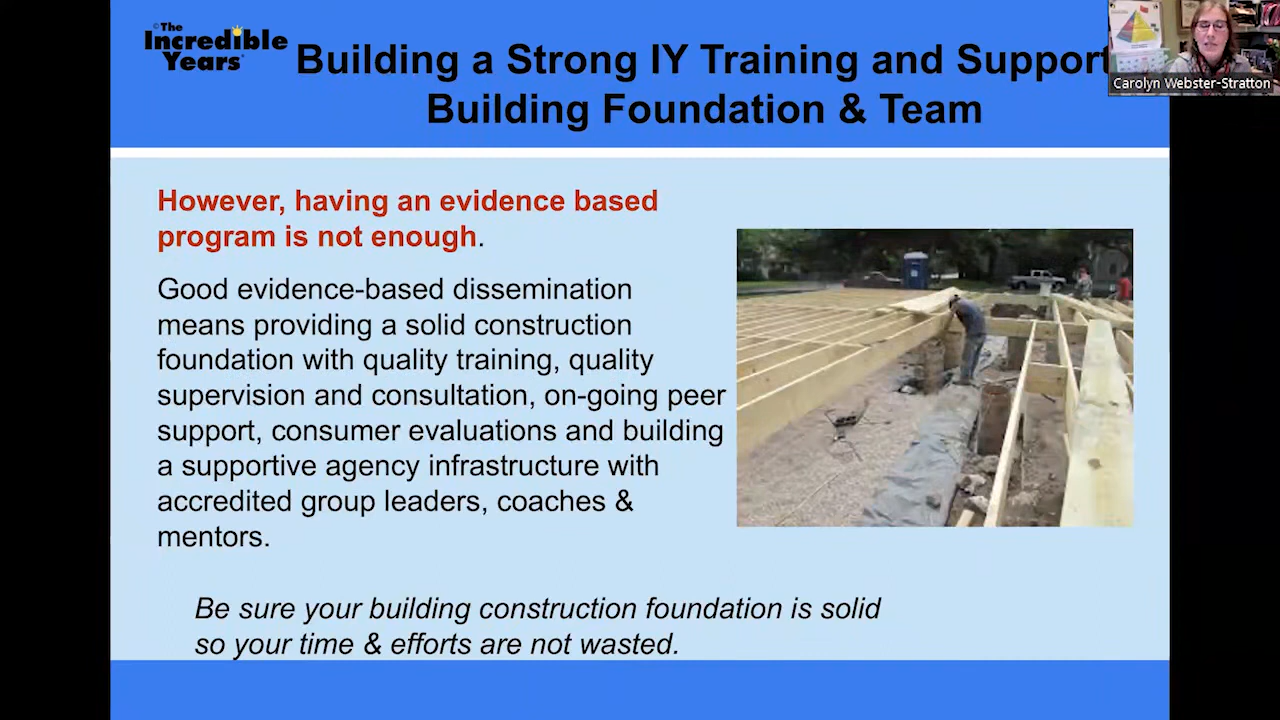 ©The
Incredible
Years®
Building a Strong IY Training and Support
Building Foundation & Team
Carolyn Webster-Stratton
However, having an evidence based
program is not enough.
Good evidence-based dissemination
means providing a solid construction
foundation with quality training, quality
supervision and consultation, on-going peer
support, consumer evaluations and building
a supportive agency infrastructure with
accredited group leaders, coaches &
mentors.
Be sure your building construction foundation is solid
so your time & efforts are not wasted.